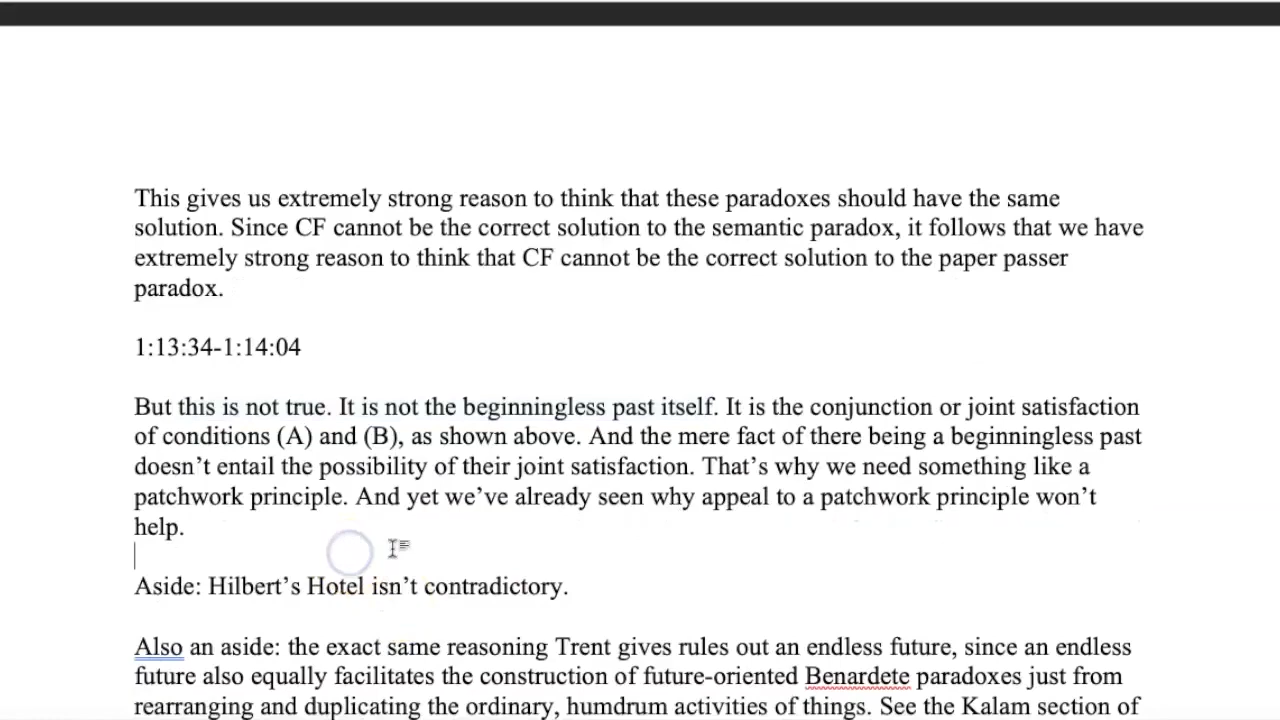 This gives us extremely strong reason to think that these paradoxes should have the same
solution. Since CF cannot be the correct solution to the semantic paradox, it follows that we have
extremely strong reason to think that CF cannot be the correct solution to the paper passer
paradox.
1:13:34-1:14:04
But this is not true. It is not the beginningless past itself. It is the conjunction or joint satisfaction
of conditions (A) and (B), as shown above. And the mere fact of there being a beginningless past
doesn’t entail the possibility of their joint satisfaction. That’s why we need something like a
patchwork principle. And yet we’ve already seen why appeal to a patchwork principle won’t
help.
Aside: Hilbert’s Hotel isn’t contradictory.
Also an aside: the exact same reasoning Trent gives rules out an endless future, since an endless
future also equally facilitates the construction of future-oriented Benardete paradoxes just from
rearranging and duplicating the ordinary, humdrum activities of things. See the Kalam section of